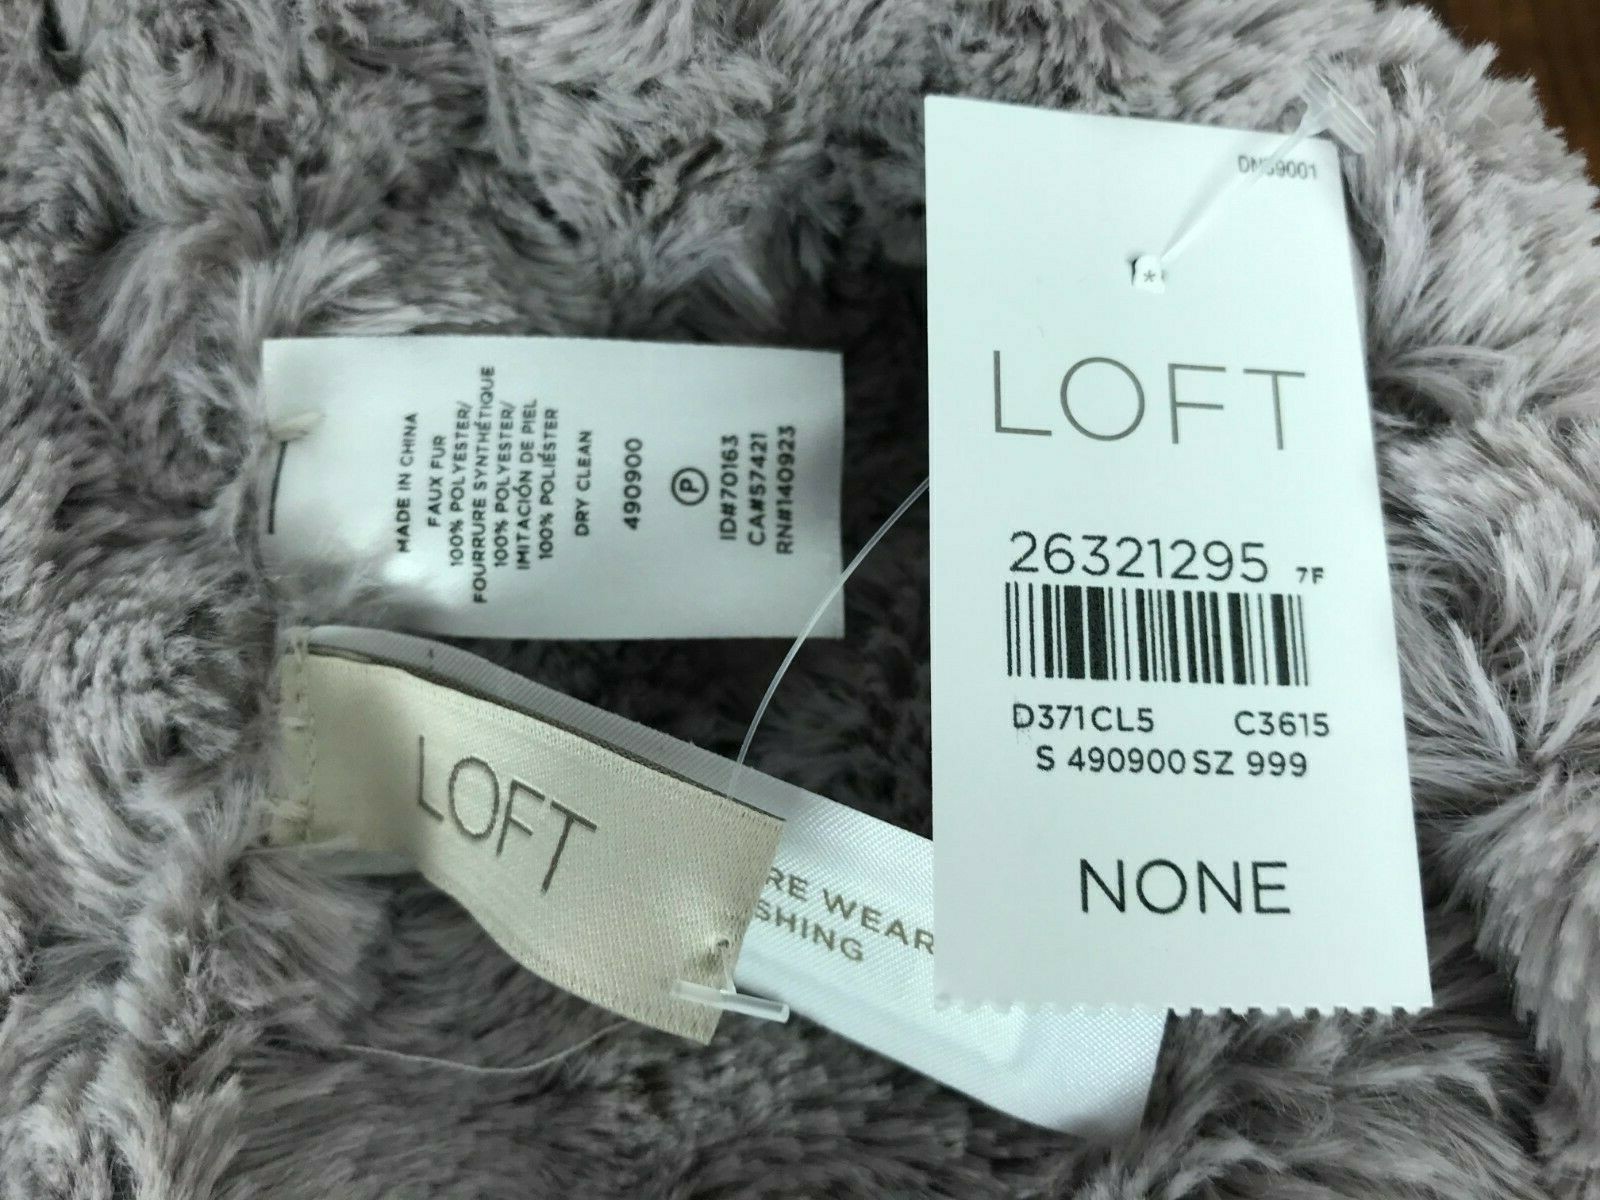 MADE IN CHINA
FAUX FUR
100% POLYESTER/
FOURRURE SYNTHÉTIQUE
100% POLYESTER/
IMITACIÓN DE PIEL
100% POLIÉSTER
DRY CLEAN
490900
P
ID#70163
CA#57421
RN#140923
LOFT
RE WEAR
SHING
*
LOFT
26321295 7F
D371CL5 C3615
S 490900 SZ 999
NONE